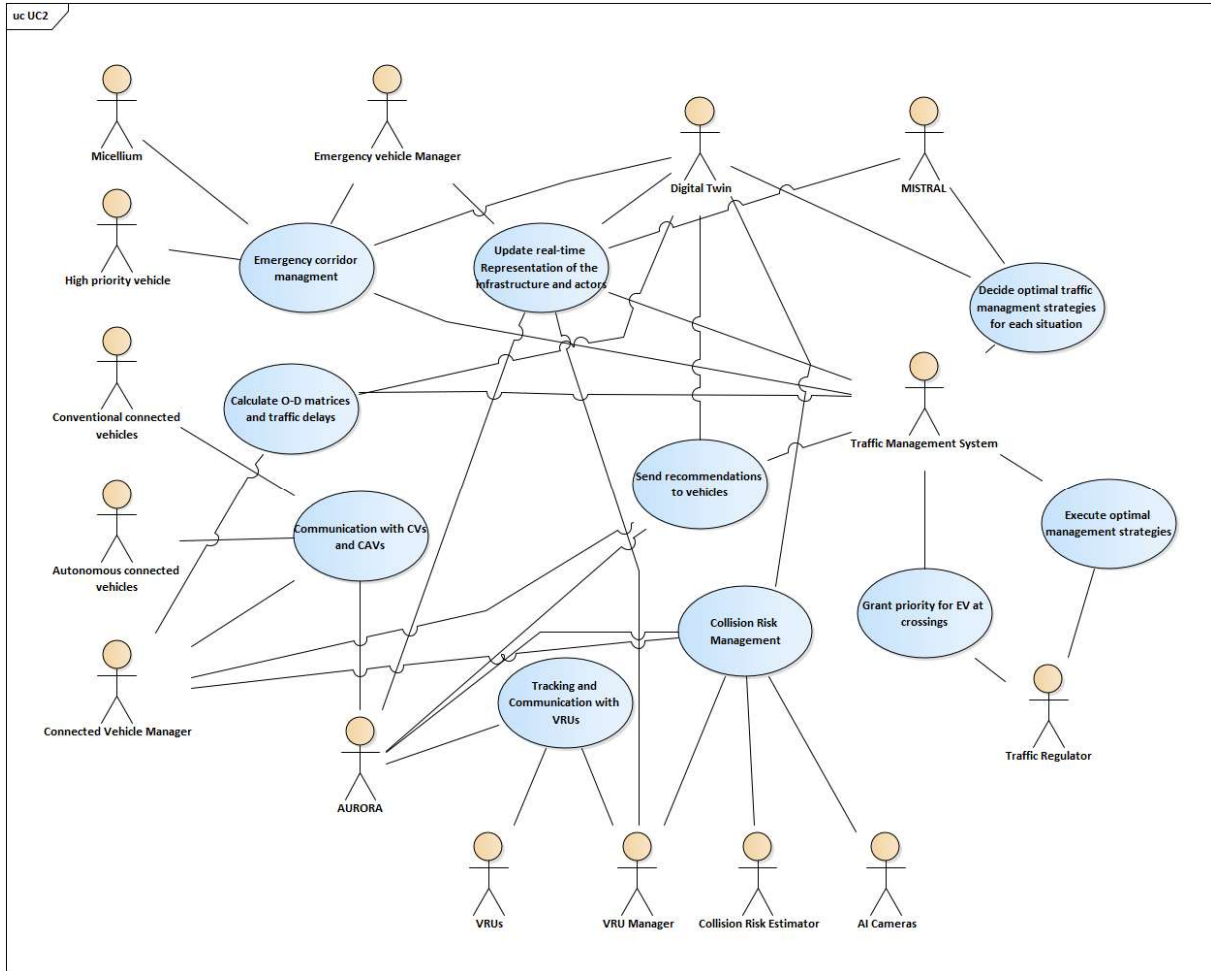 uc UC2
Micellium
Emergency vehicle Manager
Digital Twin
MISTRAL
High priority vehicle
Emergency corridor
managment
Update real-time
Representation of the
infrastructure and actors
Decide optimal traffic
managment strategies
for each situation
Conventional connected
vehicles
Calculate O-D matrices
and traffic delays
Traffic Management System
Send recommendations
to vehicles
Execute optimal
management strategies
Autonomous connected
vehicles
Communication with CVs
and CAVs
Grant priority for EV at
crossings
Collision Risk
Management
Tracking and
Communication with
VRUs
Connected Vehicle Manager
Traffic Regulator
AURORA
VRUs
VRU Manager
Collision Risk Estimator
AI Cameras